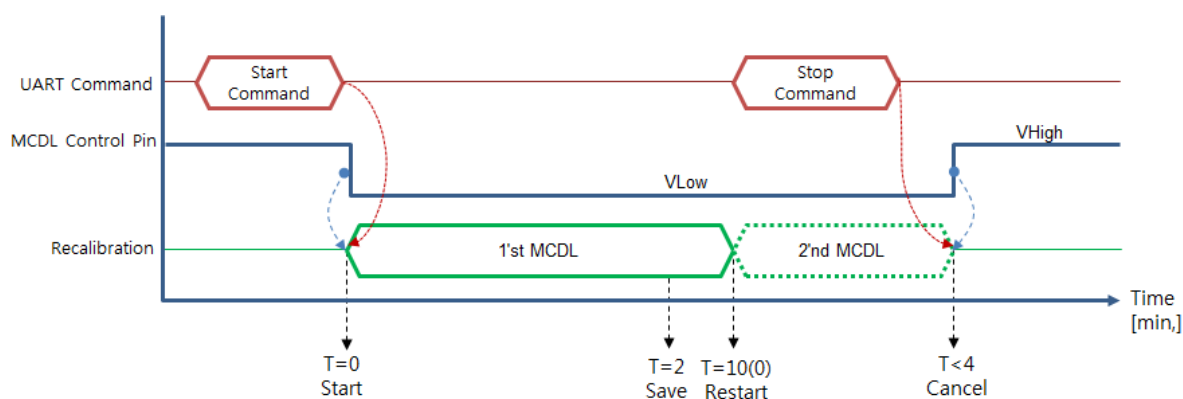 UART Command
Start
Command
Stop
Command
MCDL Control Pin
VHigh
VLow
Recalibration
1'st MCDL
2'nd MCDL
Time
[min,]
T=0
Start
T=2
Save
T=10(0)
Restart
T<4
Cancel